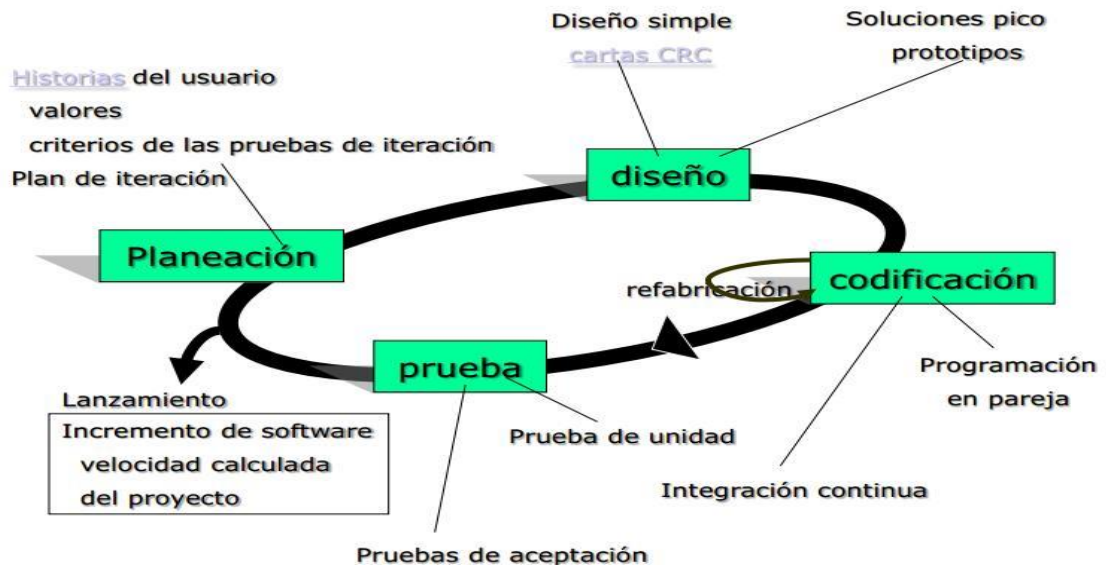 Diseño simple
cartas CRC
Soluciones pico
prototipos
Historias del usuario
valores
criterios de las pruebas de iteración
Plan de iteración
diseño
Planeación
codificación
refabricación
prueba
Programación
en pareja
Lanzamiento
Incremento de software
velocidad calculada
del proyecto
Prueba de unidad
Integración continua
Pruebas de aceptación